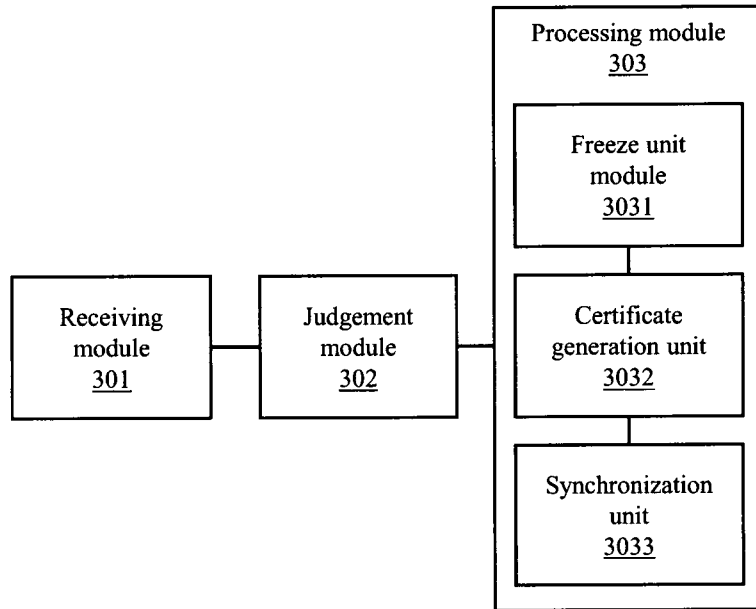 Processing module
303
Freeze unit
module
3031
Receiving
module
301
Judgement
module
302
Certificate
generation unit
3032
Synchronization
unit
3033